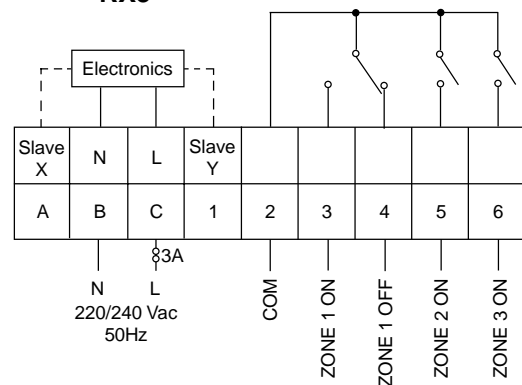 Electronics
Slave X
N
L
Slave Y
A
B
C
1
2
3
4
5
6
3A
N
L
220/240 Vac
50Hz
COM
ZONE 1 ON
ZONE 1 OFF
ZONE 2 ON
ZONE 3 ON